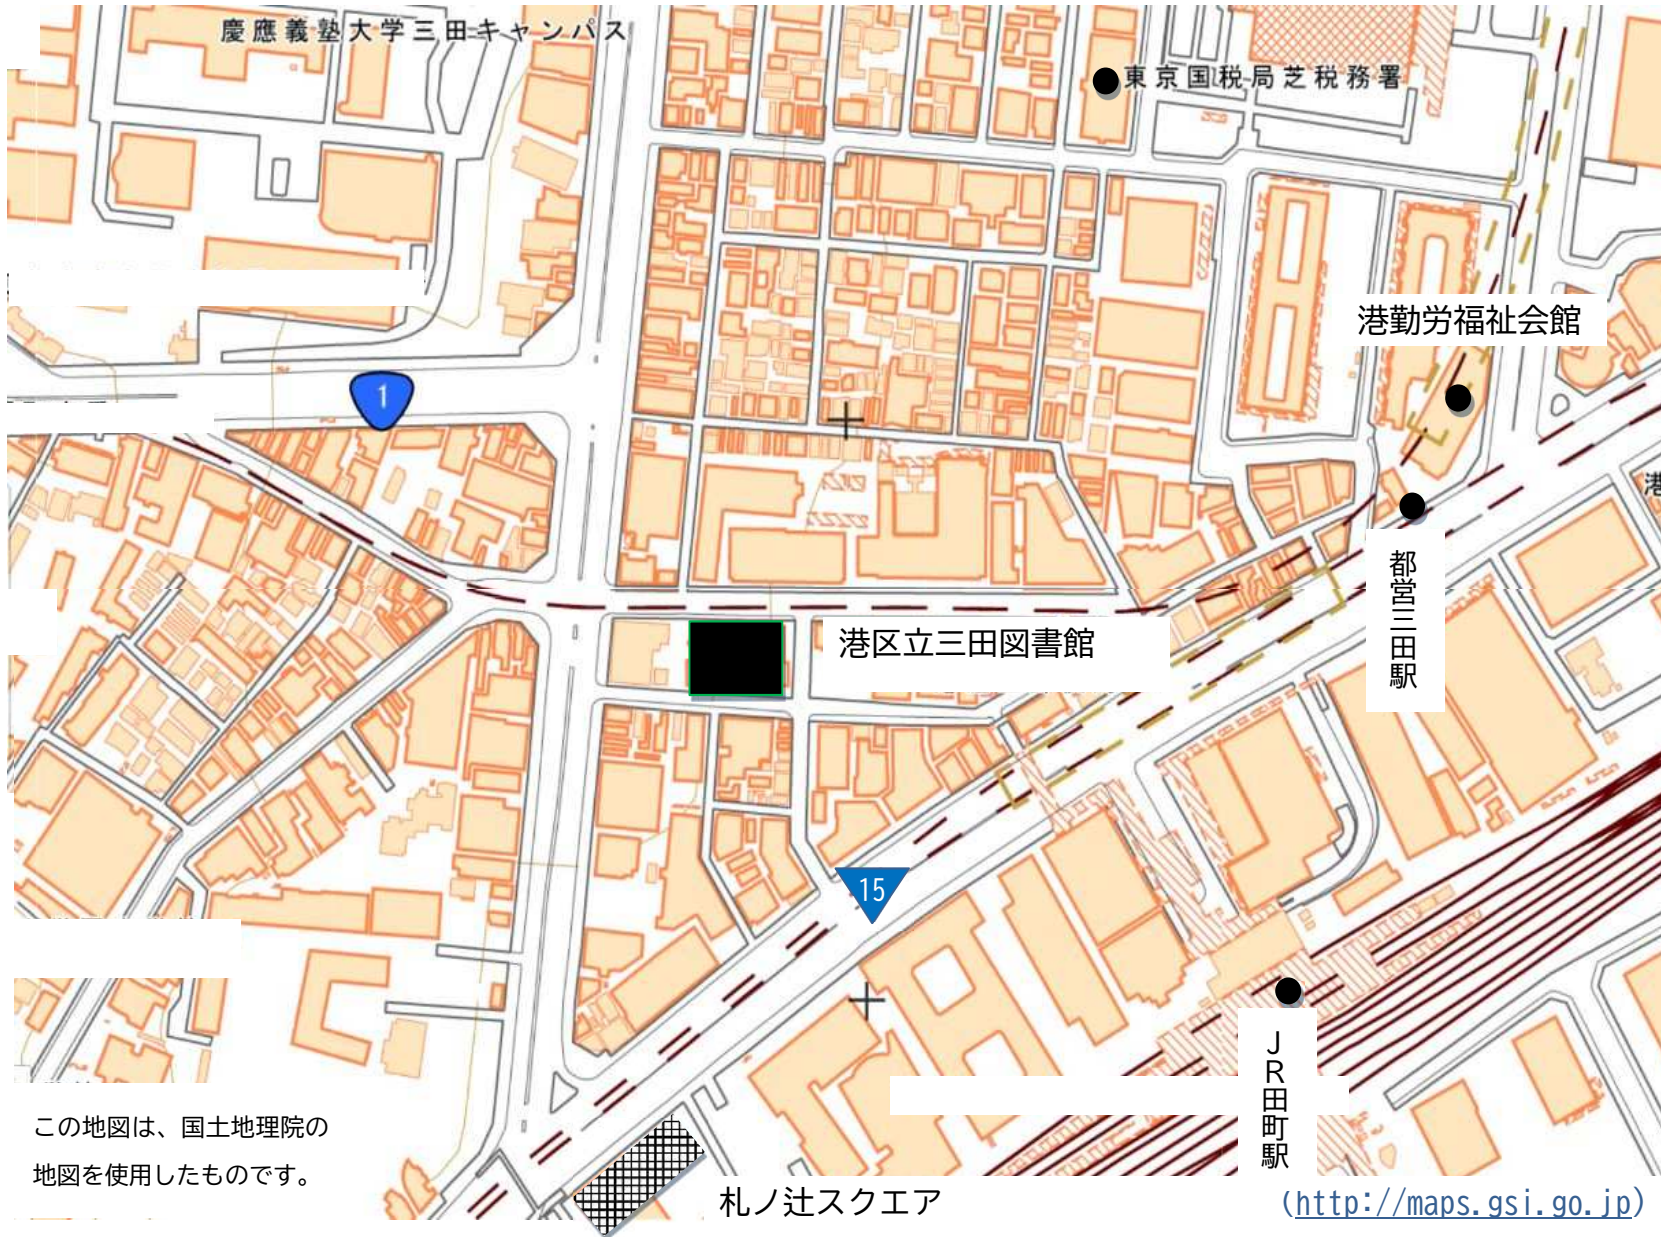 慶應義塾大学三田キャンパス
東京国税局芝税務署
港勤労福祉会館
1
港
都営三田駅
港区立三田図書館
15
JR田町駅
この地図は、国土地理院の
地図を使用したものです。
札ノ辻スクエア
(http://maps.gsi.go.jp)